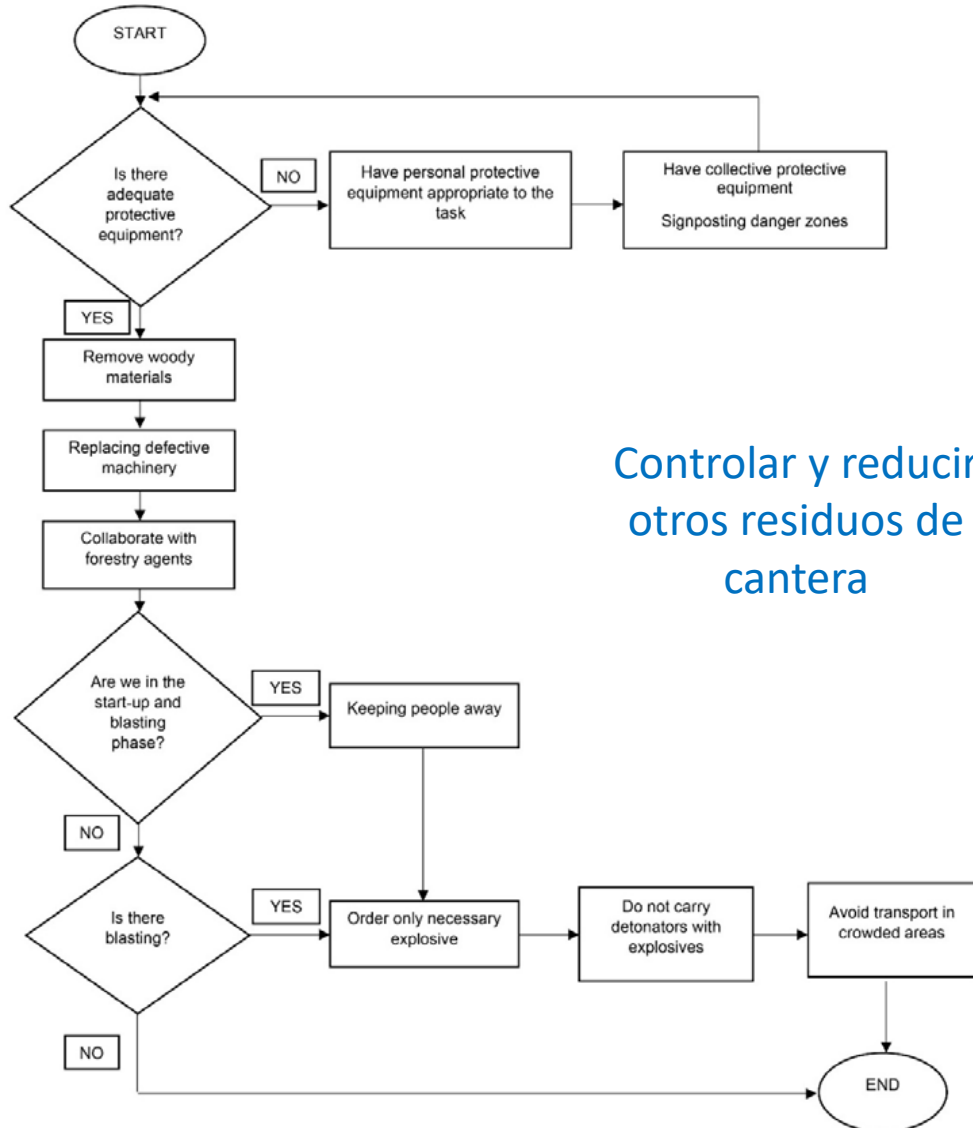 START
Is there
adequate
protective
equipment?
NO
Have personal protective
equipment appropriate to the
task
Have collective protective
equipment
Signposting danger zones
YES
Remove woody
materials
Replacing defective
machinery
Collaborate with
forestry agents
Controlar y reducir
otros residuos de
cantera
Are we in the
start-up and
blasting
phase?
YES
Keeping people away
NO
Is there
blasting?
YES
Order only necessary
explosive
Do not carry
detonators with
explosives
Avoid transport in
crowded areas
NO
END